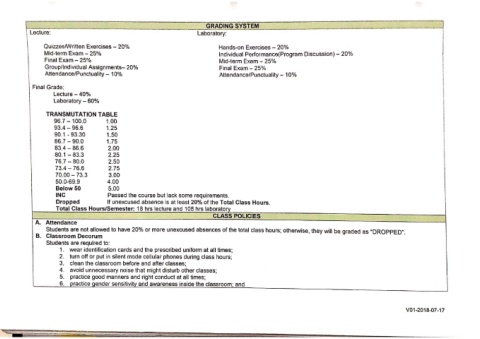 GRADING SYSTEM
Lecture: Laboratory:
Quizzes/Written Exercises – 20% Hands-on Exercises – 20%
Mid-term Exam – 25% Individual Performance(Program Discussion) – 20%
Final Exam – 25% Mid-term Exam – 25%
Group/Individual Assignments– 20% Final Exam – 25%
Attendance/Punctuality – 10% Attendance/Punctuality – 10%
Final Grade:
Lecture – 40%
Laboratory – 60%
TRANSMUTATION TABLE
96.7 – 100.0 1.00
93.4 – 96.6 1.25
90.1 - 93.30 1.50
86.7 – 90.0 1.75
83.4 – 86.6 2.00
80.1 – 83.3 2.25
76.7 – 80.0 2.50
73.4 – 76.6 2.75
70.00 – 73.3 3.00
50.0-69.9 4.00
Below 50 5.00
INC Passed the course but lack some requirements.
Dropped If unexcused absence is at least 20% of the Total Class Hours.
Total Class Hours/Semester: 18 hrs lecture and 108 hrs laboratory
CLASS POLICIES
A. Attendance
Students are not allowed to have 20% or more unexcused absences of the total class hours; otherwise, they will be graded as "DROPPED".
B. Classroom Decorum
Students are required to:
1. wear identification cards and the prescribed uniform at all times;
2. turn off or put in silent mode cellular phones during class hours;
3. clean the classroom before and after classes;
4. avoid unnecessary noise that might disturb other classes;
5. practice good manners and right conduct at all times;
6. practice gender sensitivity and awareness inside the classroom; and
V01-2018-07-17